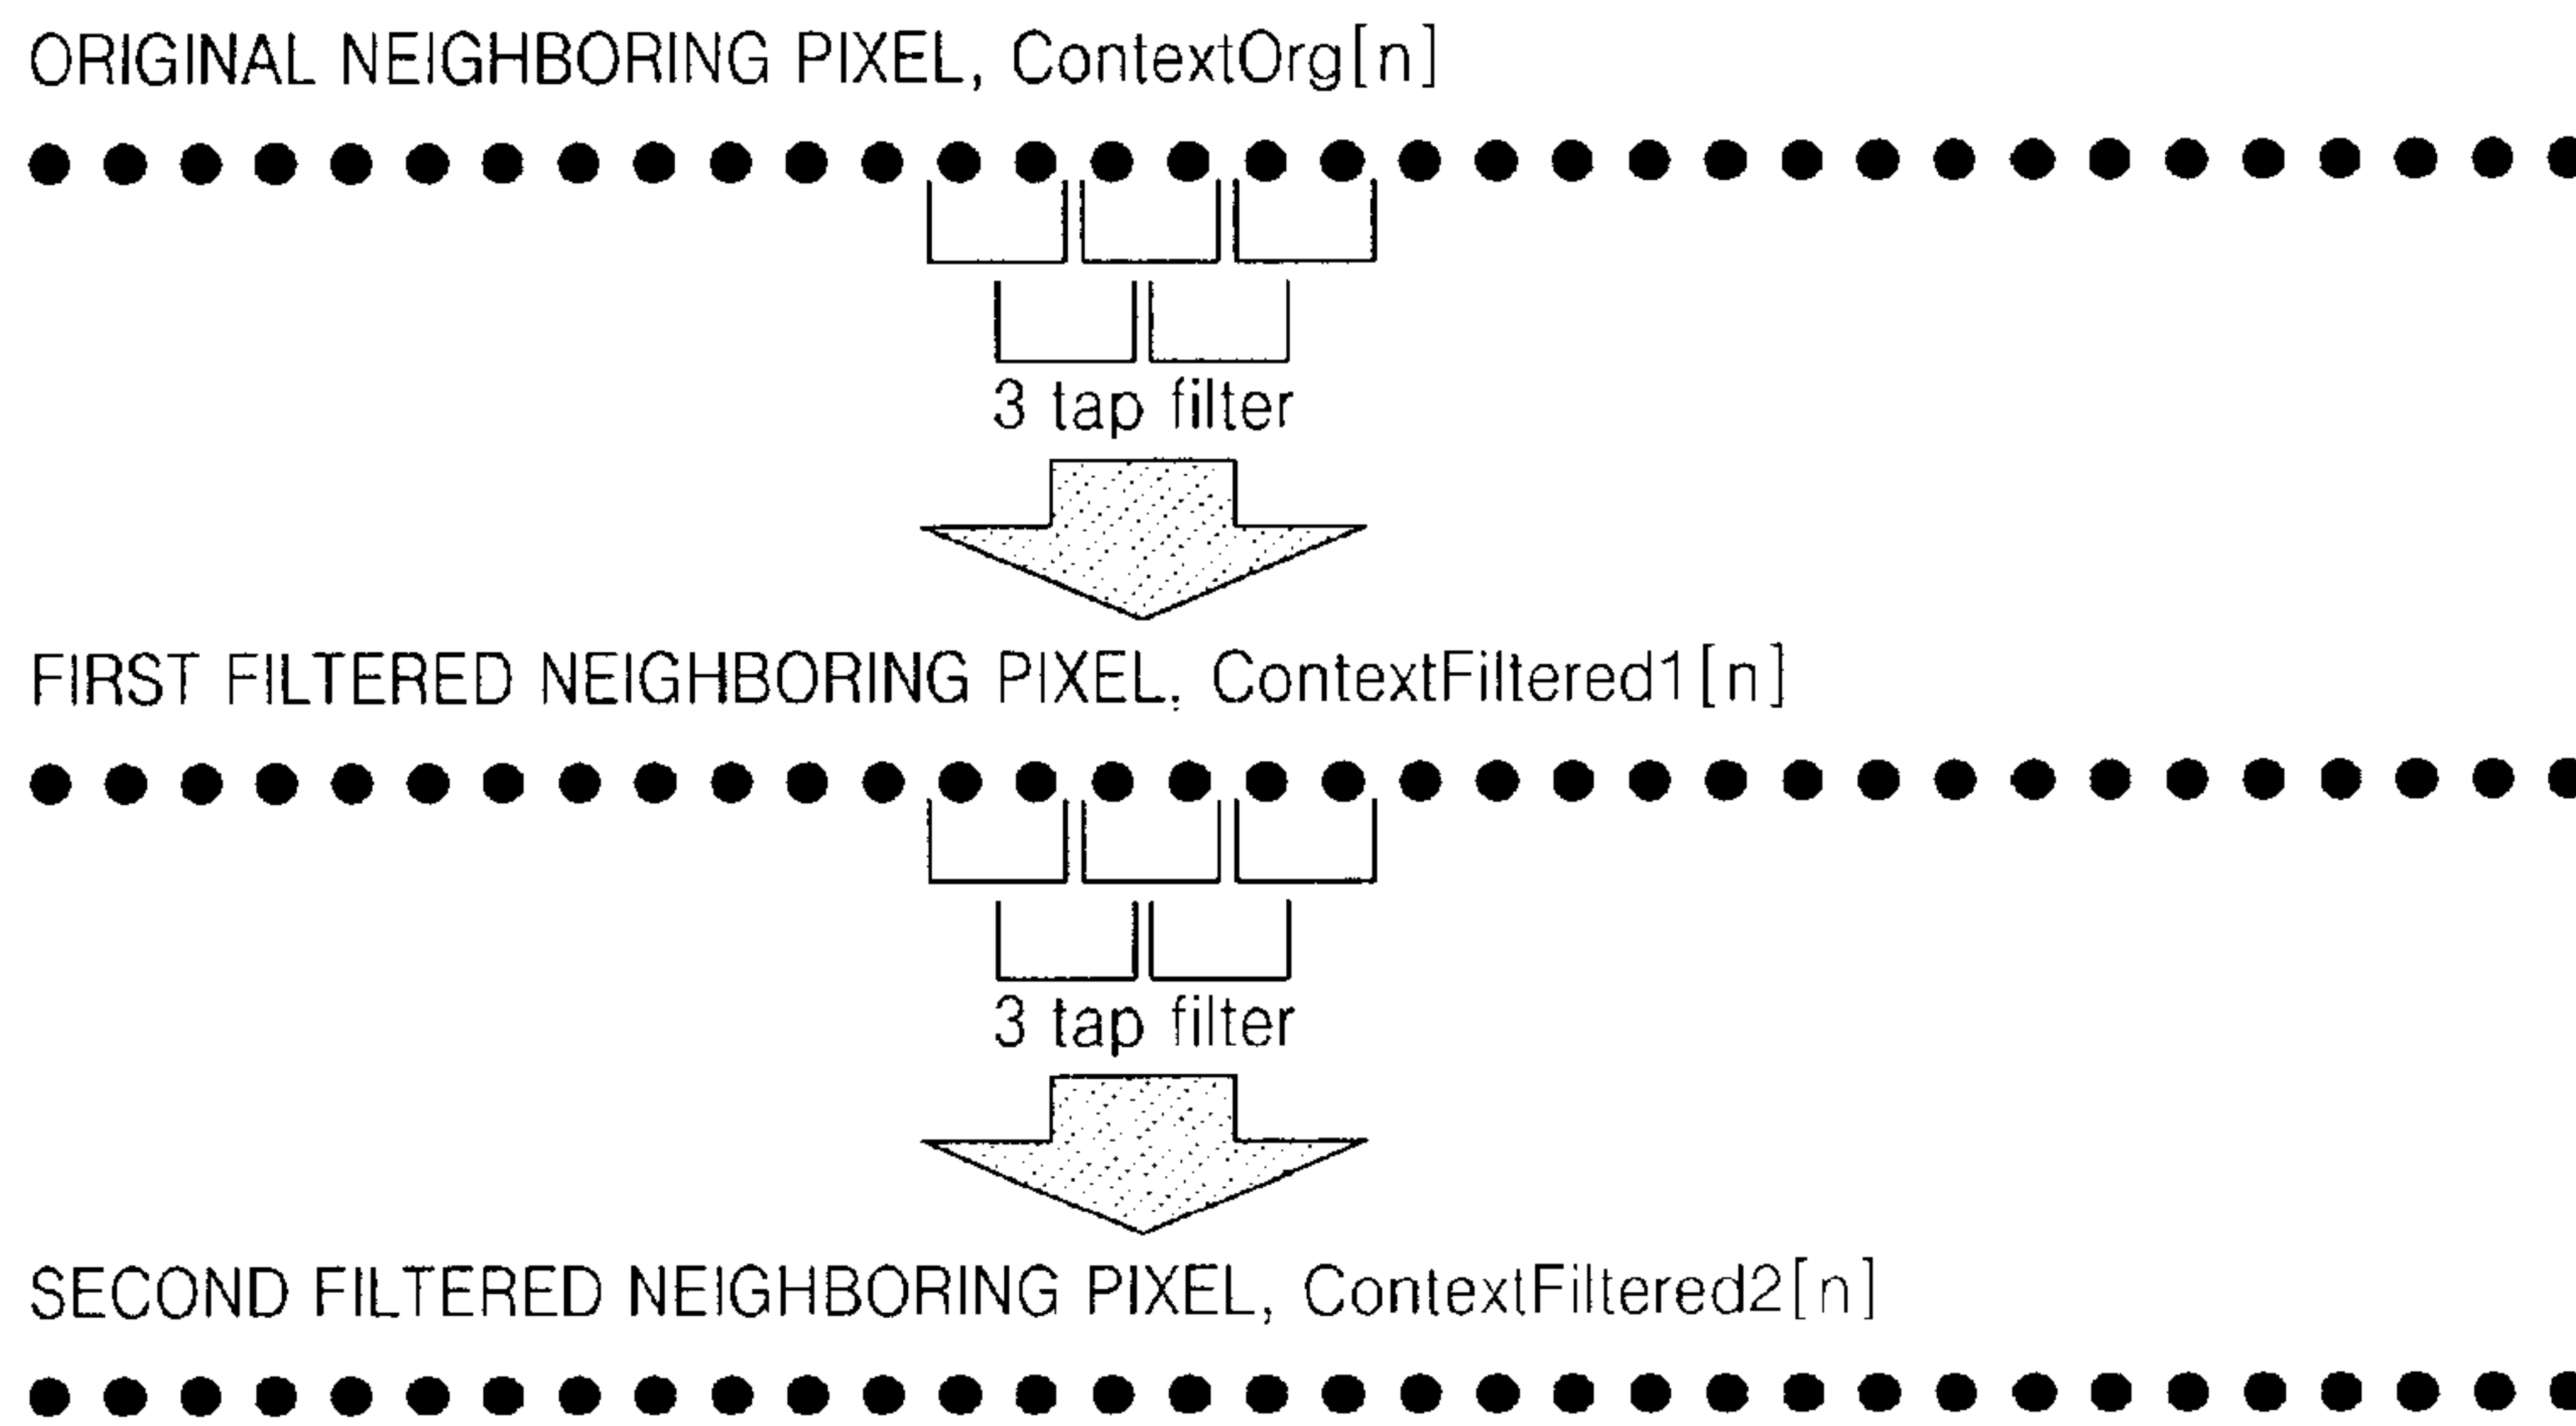 ORIGINAL NEIGHBORING PIXEL, ContextOrg[n]
3 tap filter
FIRST FILTERED NEIGHBORING PIXEL, ContextFiltered1[n]
3 tap filter
SECOND FILTERED NEIGHBORING PIXEL, ContextFiltered2[n]